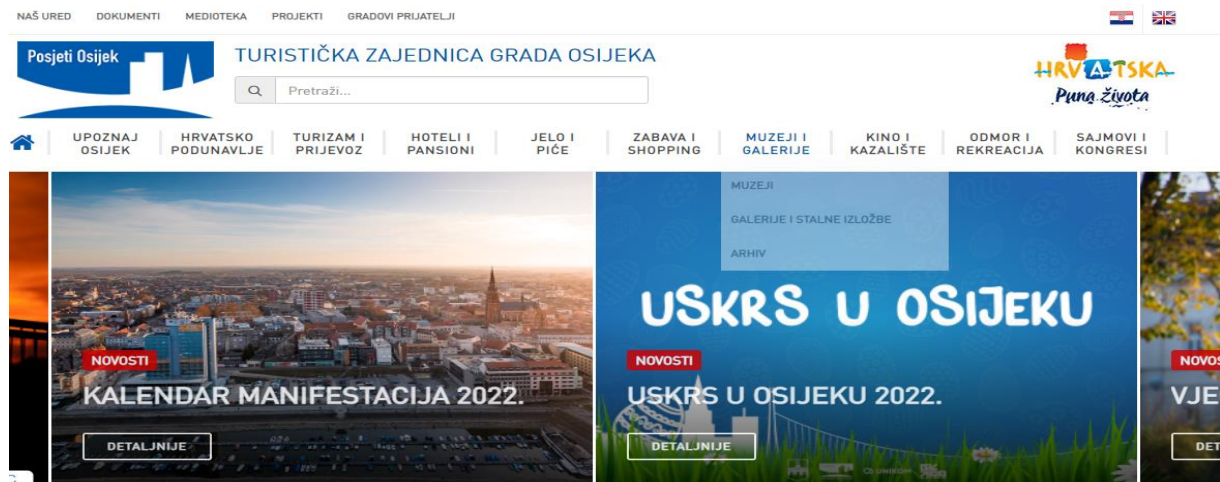 NAŠ URED DOKUMENTI MEDIOTEKA PROJEKTI GRADOVI PRIJATELJI
Posjeti Osijek
TURISTIČKA ZAJEDNICA GRADA OSIJEKA
Pretraži...
HRVATSKA
Puna života
UPOZNAJ OSIJEK
HRVATSKO PODUNAVLJE
TURIZAM I PRIJEVOZ
HOTELI I PANSIONI
JELO I PIĆE
ZABAVA I SHOPPING
MUZEJI I GALERIJE
KINO I KAZALIŠTE
ODMOR I REKREACIJA
SAJMOVI I KONGRESI
MUZEJI
GALERIJE I STALNE IZLOŽBE
ARHIV
NOVOSTI
KALENDAR MANIFESTACIJA 2022.
DETALJNIJE
USKRS U OSIJEKU
NOVOSTI
USKRS U OSIJEKU 2022.
DETALJNIJE
UNIKOM
NOVOS
VJE
DET